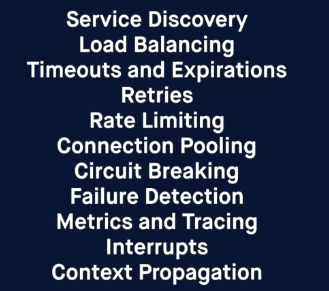 Service Discovery
Load Balancing
Timeouts and Expirations
Retries
Rate Limiting
Connection Pooling
Circuit Breaking
Failure Detection
Metrics and Tracing
Interrupts
Context Propagation